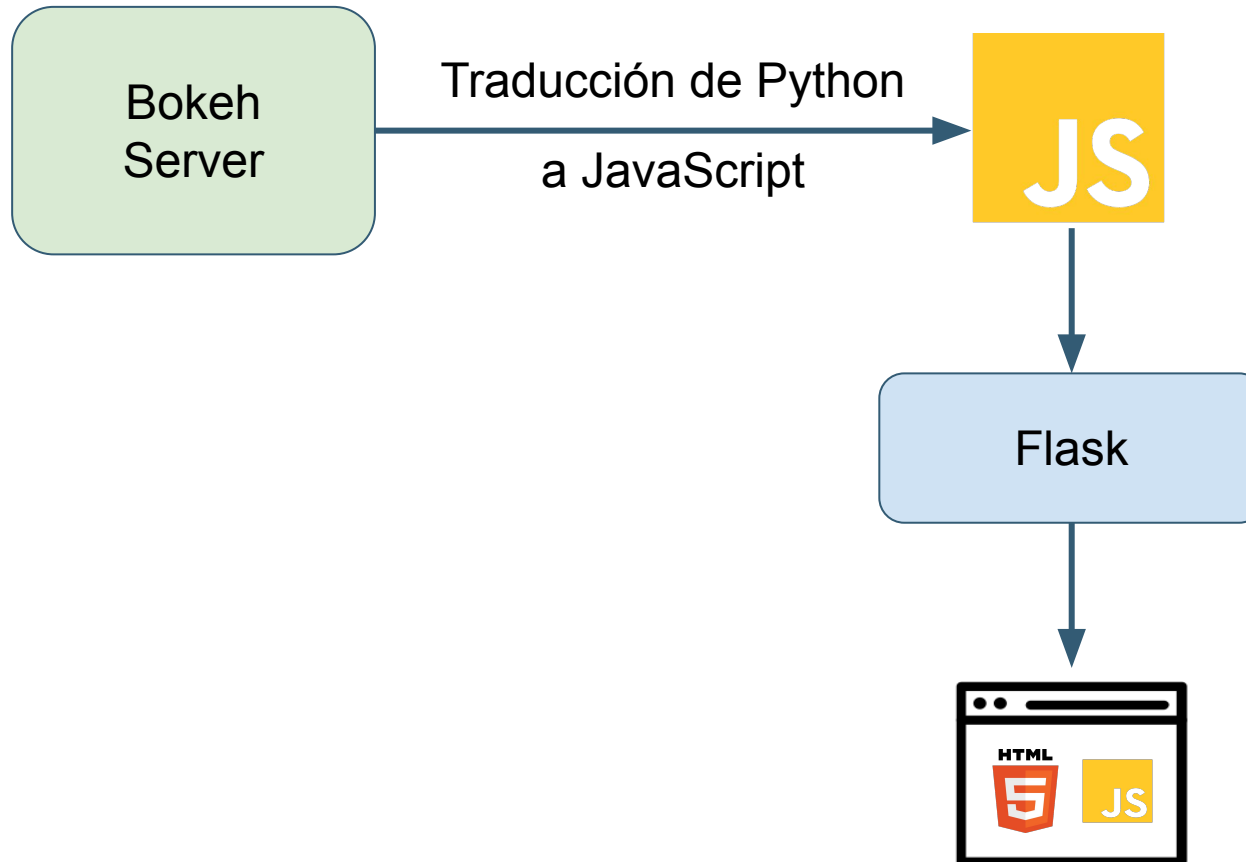 Bokeh
Server
Traducción de Python
a JavaScript
JS
Flask
HTML
5
JS